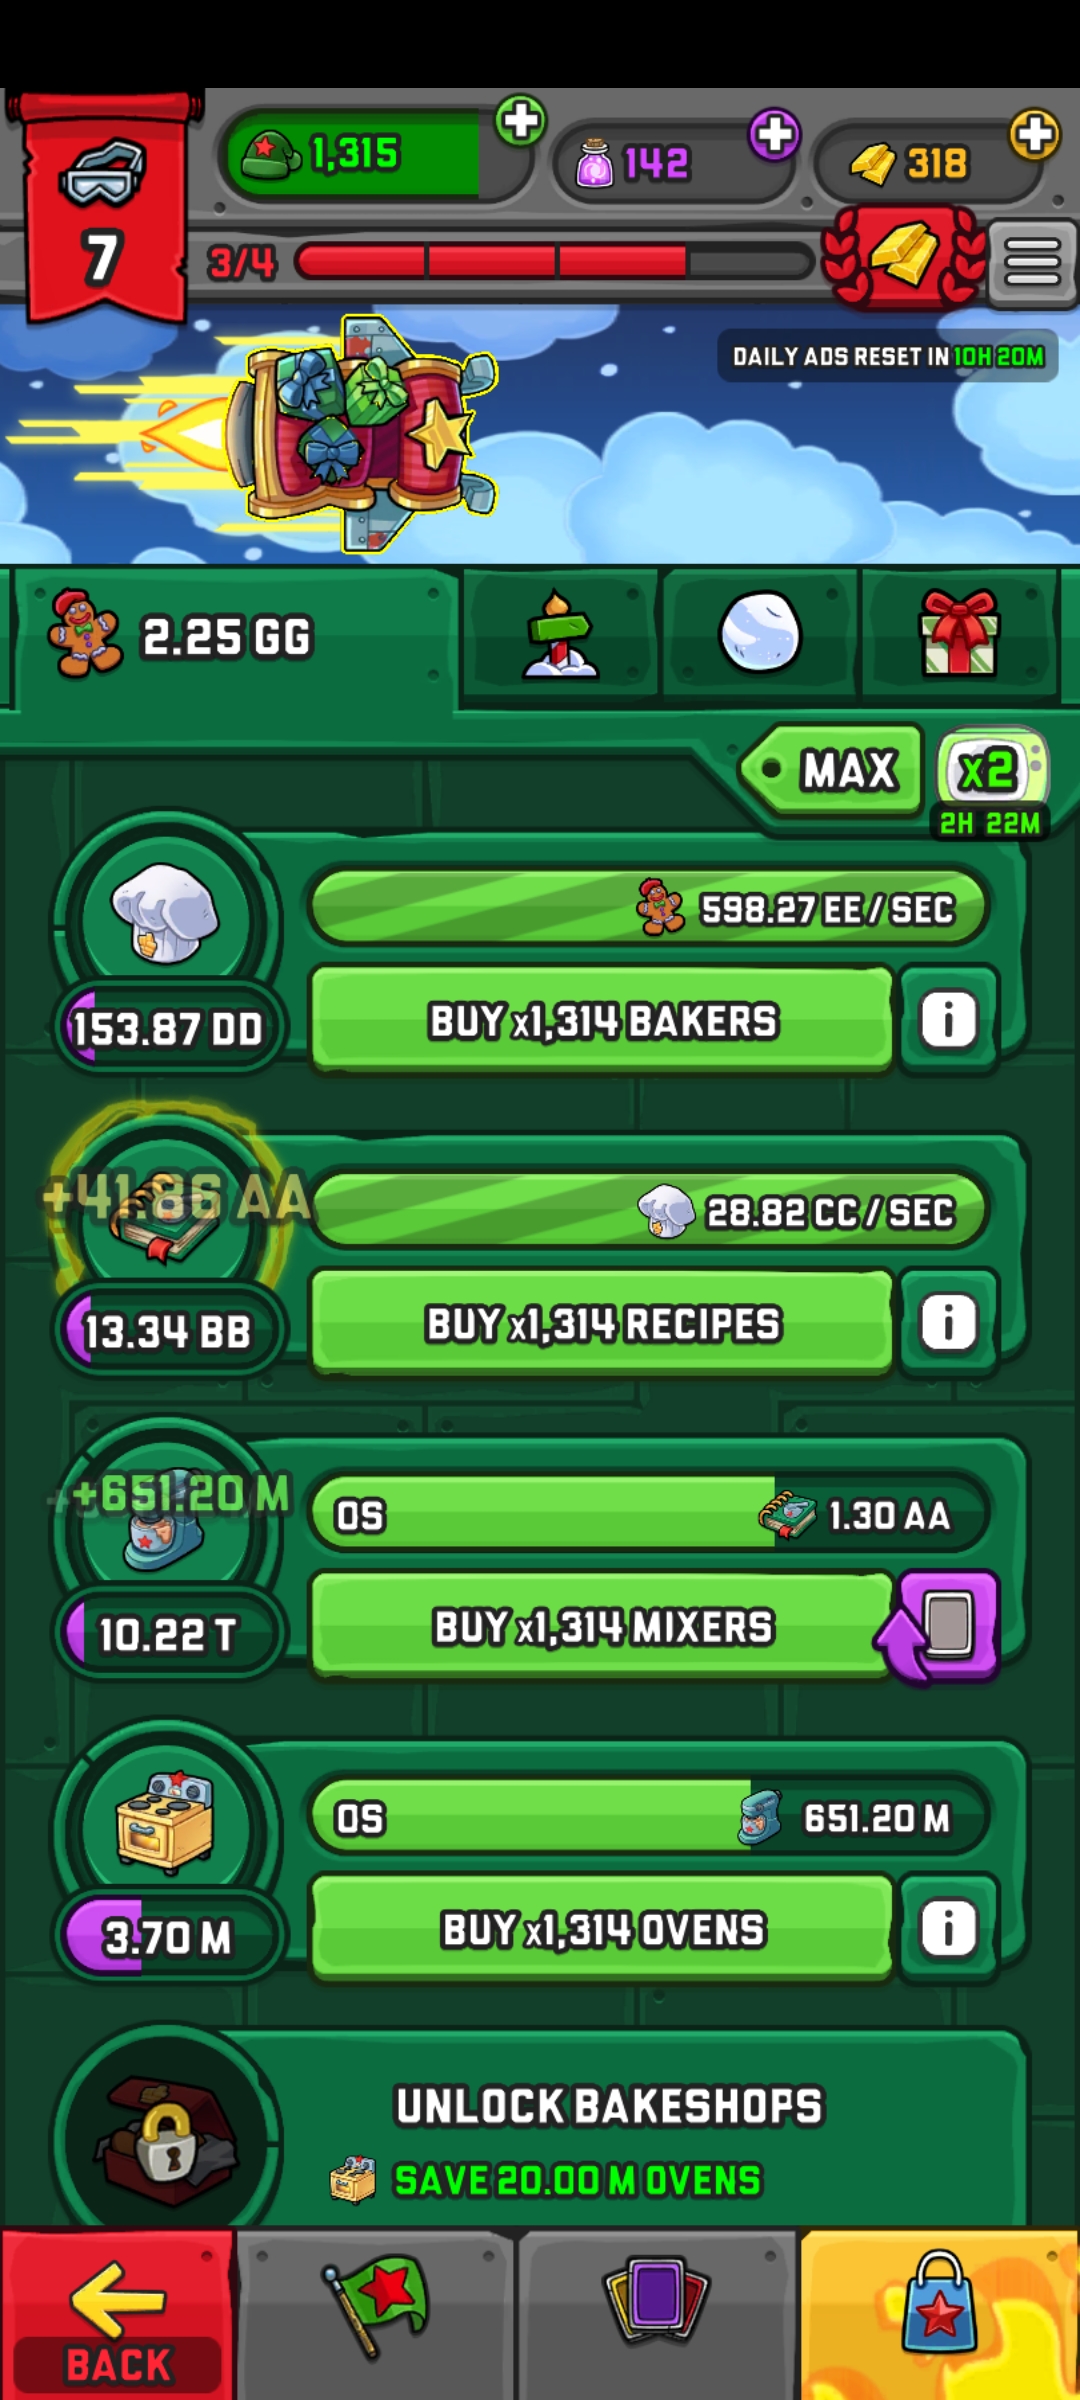 1,315
142
318
7
3/4
DAILY ADS RESET IN 10H 20M
2.25 GG
MAX
x2
2H 22M
598.27 EE / SEC
153.87 DD
BUY x1,314 BAKERS
i
+41.86 AA
28.82 CC / SEC
13.34 BB
BUY x1,314 RECIPES
i
+651.20 M
0S
1.30 AA
10.22 T
BUY x1,314 MIXERS
0S
651.20 M
3.70 M
BUY x1,314 OVENS
i
UNLOCK BAKESHOPS
SAVE 20.00 M OVENS
BACK